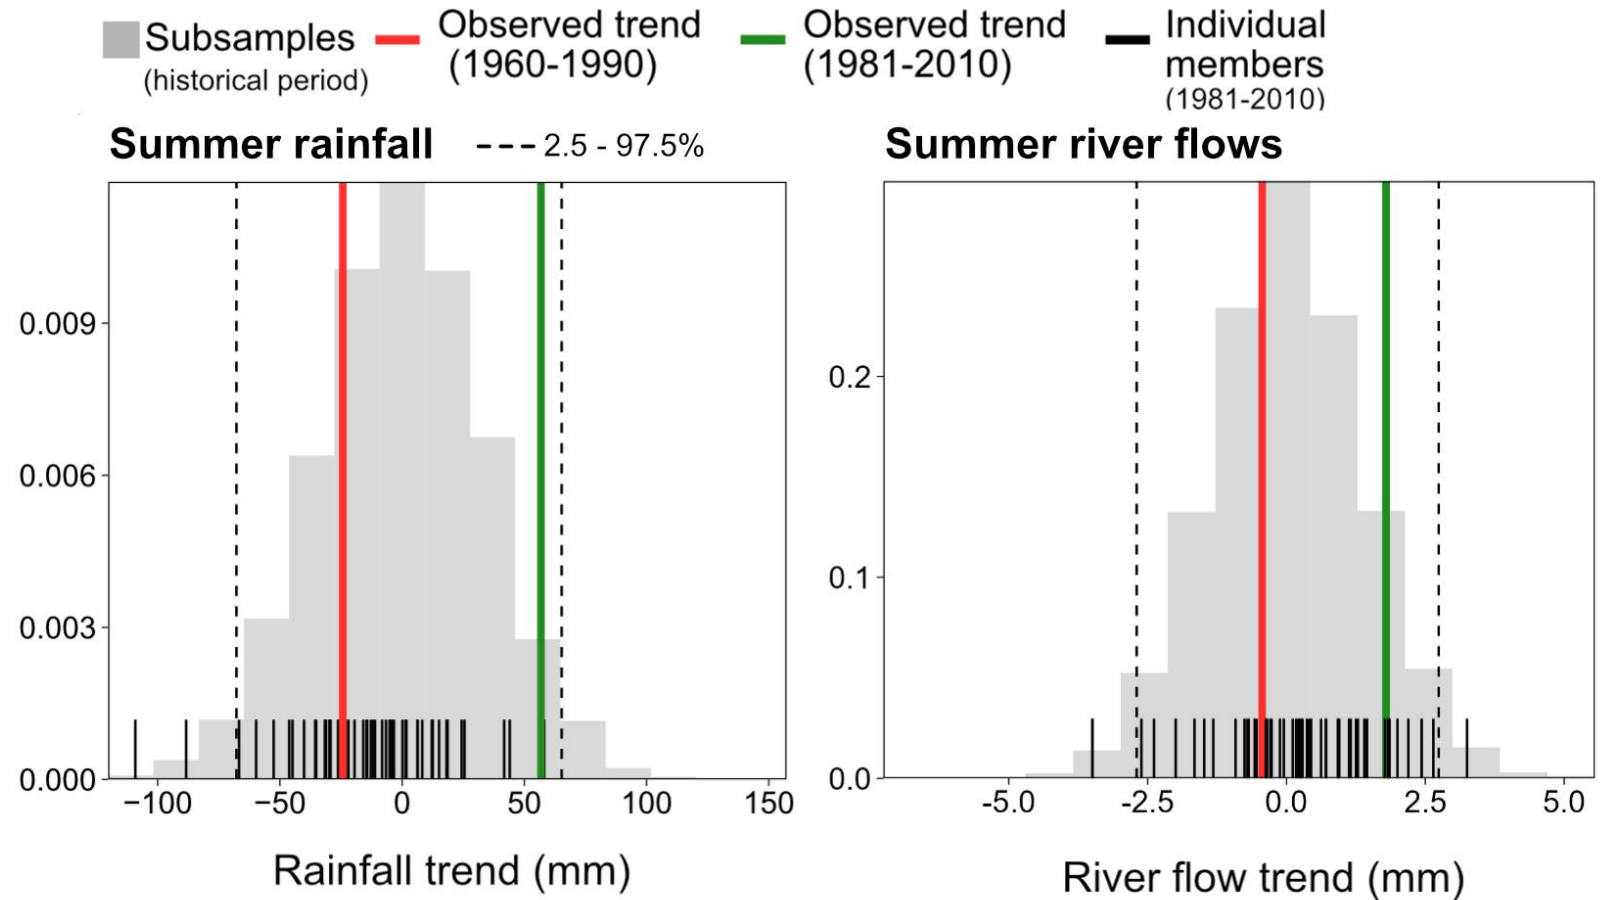 Subsamples
(historical period)
Observed trend
(1960-1990)
Observed trend
(1981-2010)
Individual
members
(1981-2010)
Summer rainfall
2.5 - 97.5%
Summer river flows
0.009
0.006
0.003
0.000
−100
−50
0
50
100
150
Rainfall trend (mm)
0.2
0.1
0.0
-5.0
-2.5
0.0
2.5
5.0
River flow trend (mm)